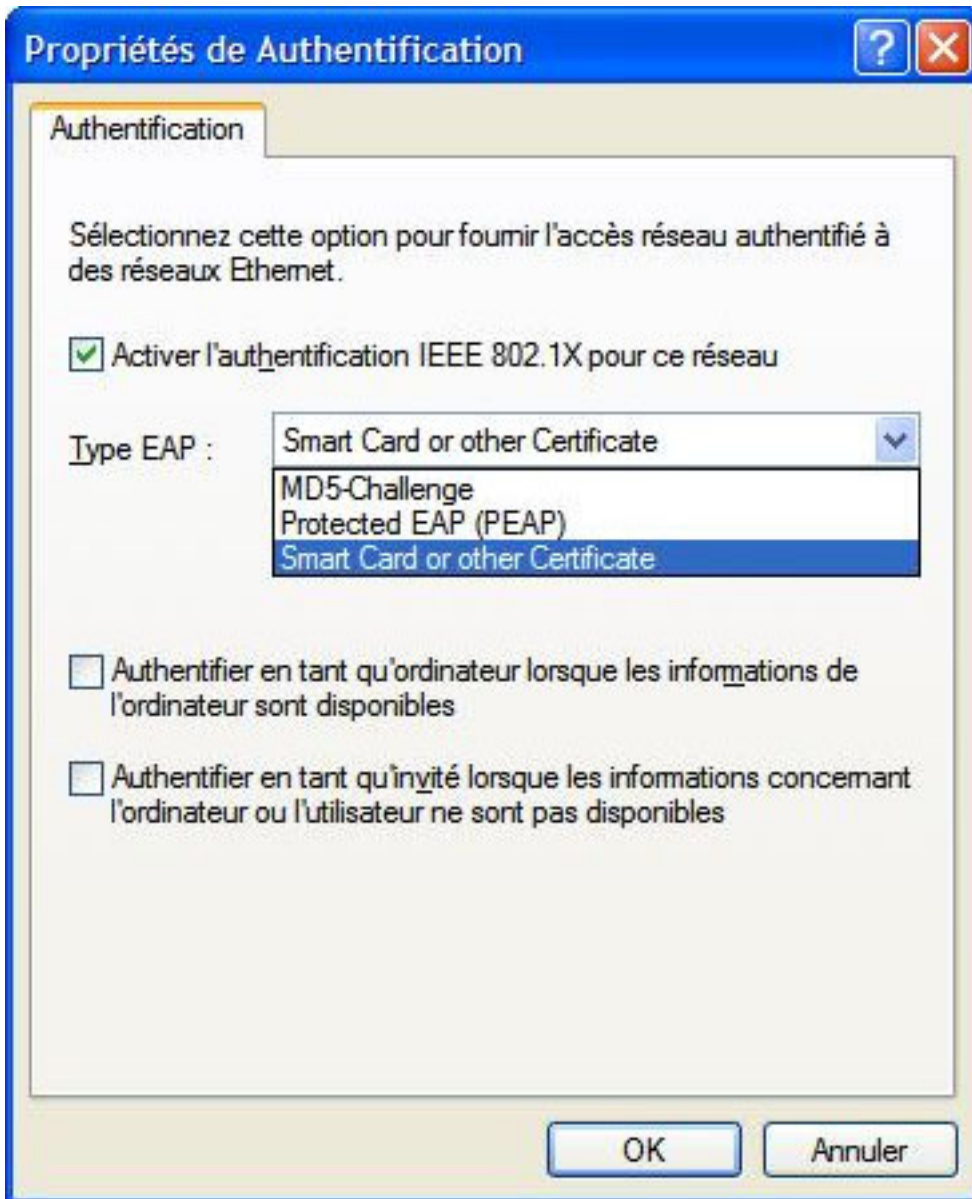 Propriétés de Authentification
Authentification
Sélectionnez cette option pour fournir l'accès réseau authentifié à
des réseaux Ethernet.
Activer l'authentification IEEE 802.1X pour ce réseau
Type EAP : Smart Card or other Certificate
MD5-Challenge
Protected EAP (PEAP)
Smart Card or other Certificate
Authentifier en tant qu'ordinateur lorsque les informations de
l'ordinateur sont disponibles
Authentifier en tant qu'invité lorsque les informations concernant
l'ordinateur ou l'utilisateur ne sont pas disponibles
OK Annuler